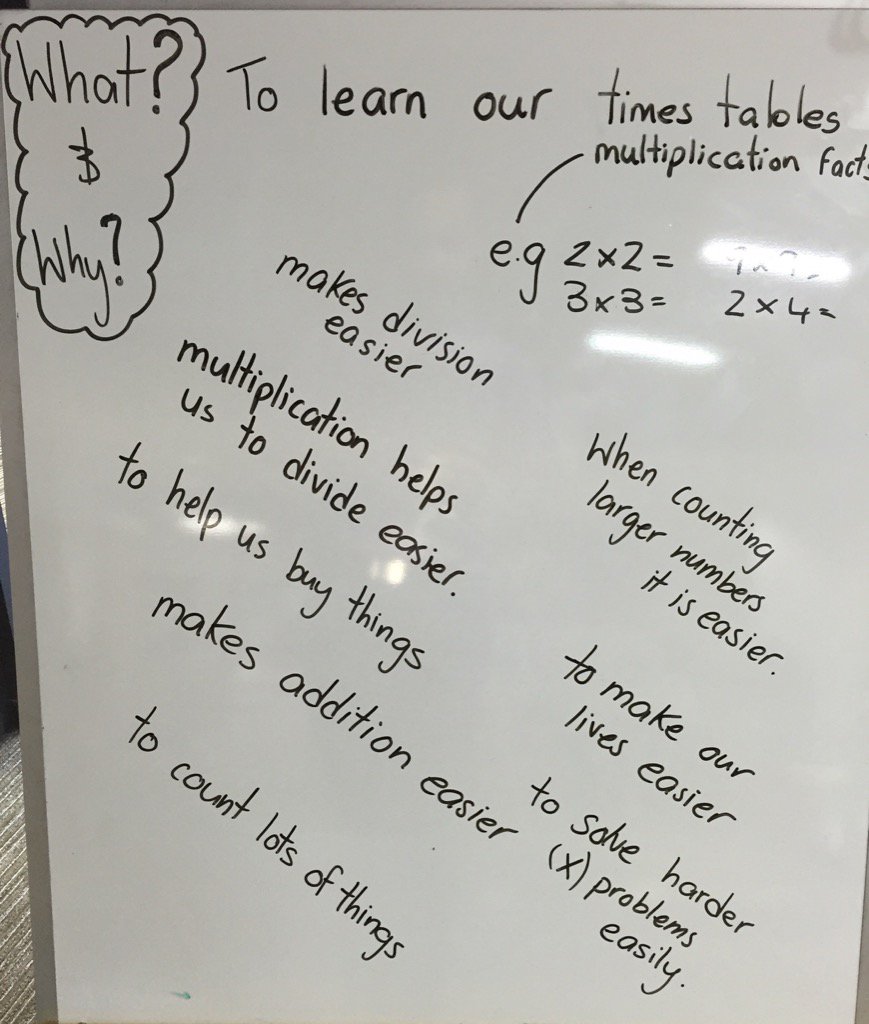 What?
&
Why?
To learn our times tables
multiplication facts
e.g 2×2=
3×3= 2×4=
makes division
easier
multiplication helps
us to divide easier.
to help us buy things
makes addition easier
to count lots of things
When counting
larger numbers
it is easier.
to make our
lives easier
to solve harder
(x) problems
easily.